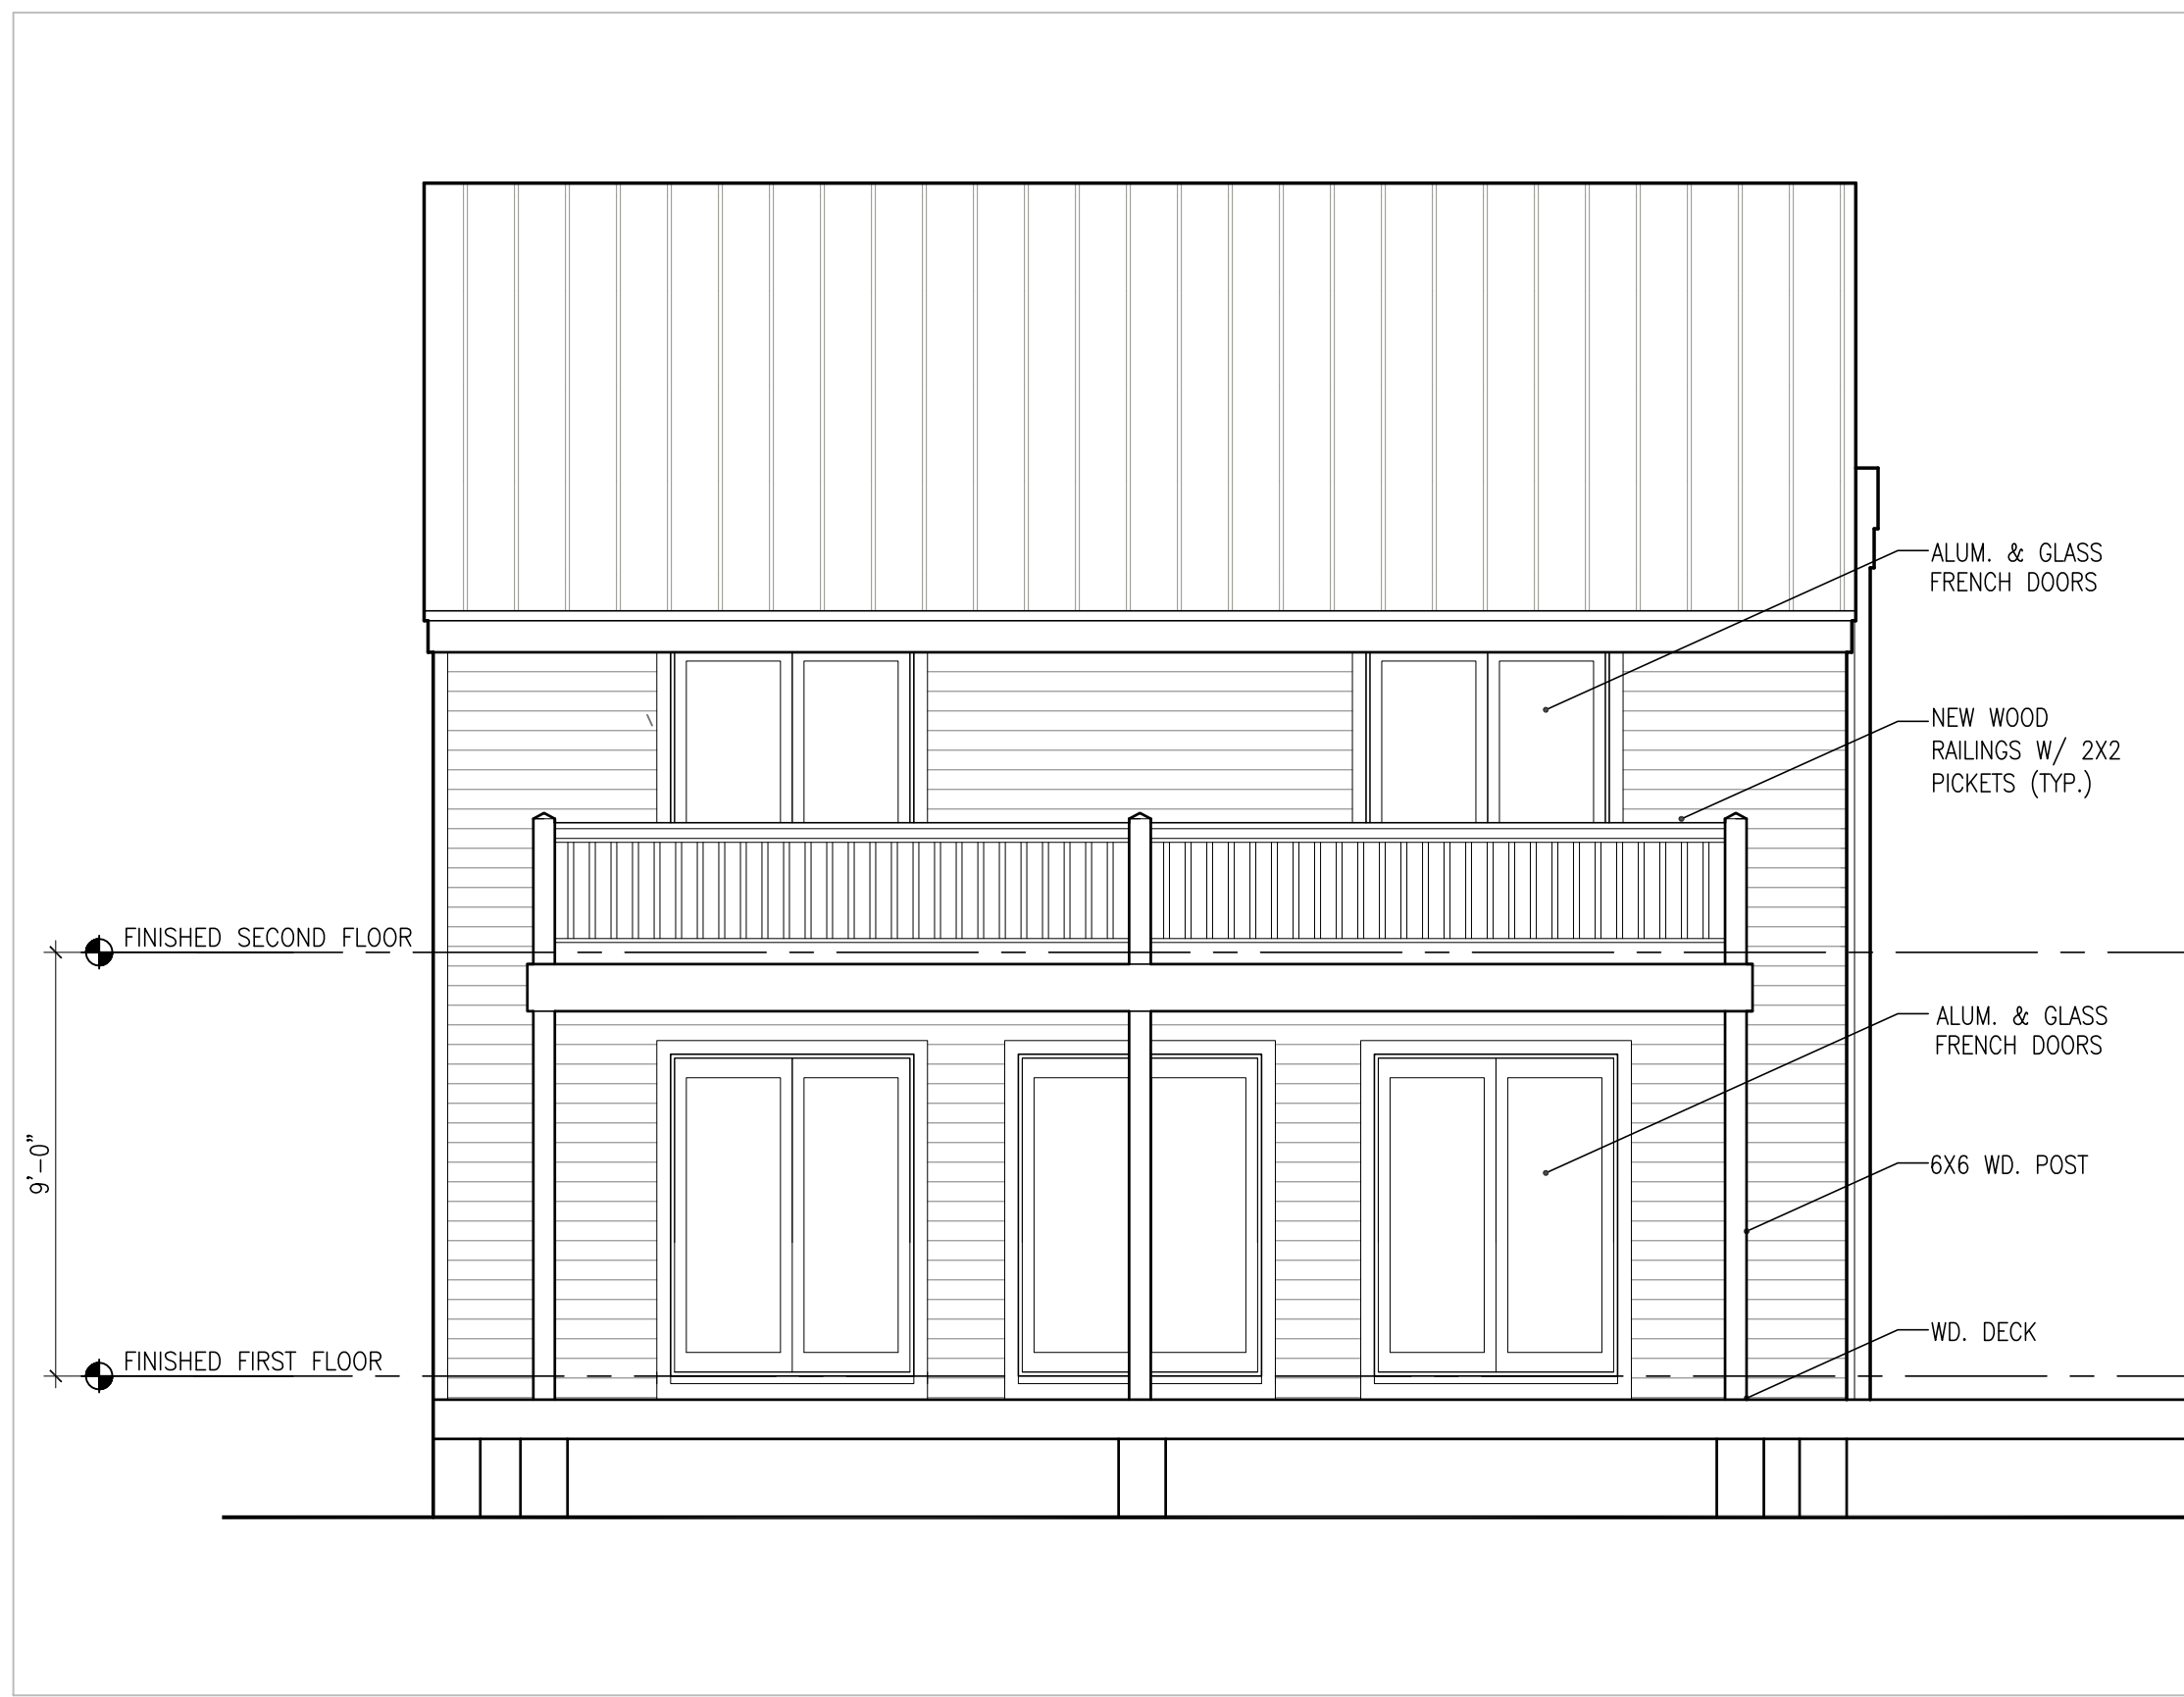 ALUM. & GLASS
FRENCH DOORS
NEW WOOD
RAILINGS W/ 2X2
PICKETS (TYP.)
FINISHED SECOND FLOOR
ALUM. & GLASS
FRENCH DOORS
9'-0"
6X6 WD. POST
WD. DECK
FINISHED FIRST FLOOR